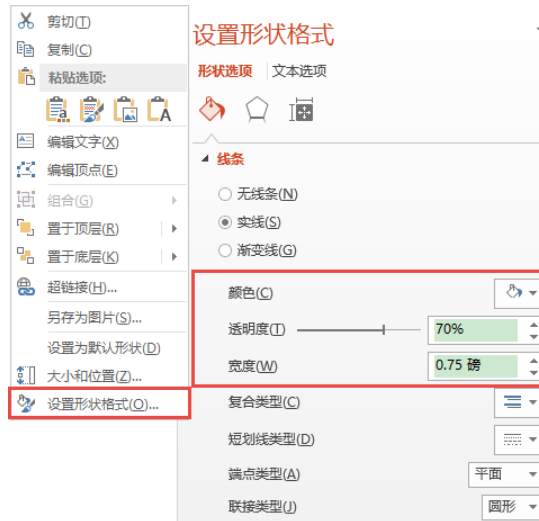 剪切(T)
复制(C)
粘贴选项:
A
编辑文字(X)
编辑顶点(E)
组合(G)
置于顶层(R)
置于底层(K)
超链接(H)...
另存为图片(S)...
设置为默认形状(D)
大小和位置(Z)...
设置形状格式(O)...
设置形状格式
形状选项 文本选项
线条
无线条(N)
实线(S)
渐变线(G)
颜色(C)
透明度(T) 70%
宽度(W) 0.75 磅
复合类型(C)
短划线类型(D)
端点类型(A) 平面
联接类型(J) 圆形